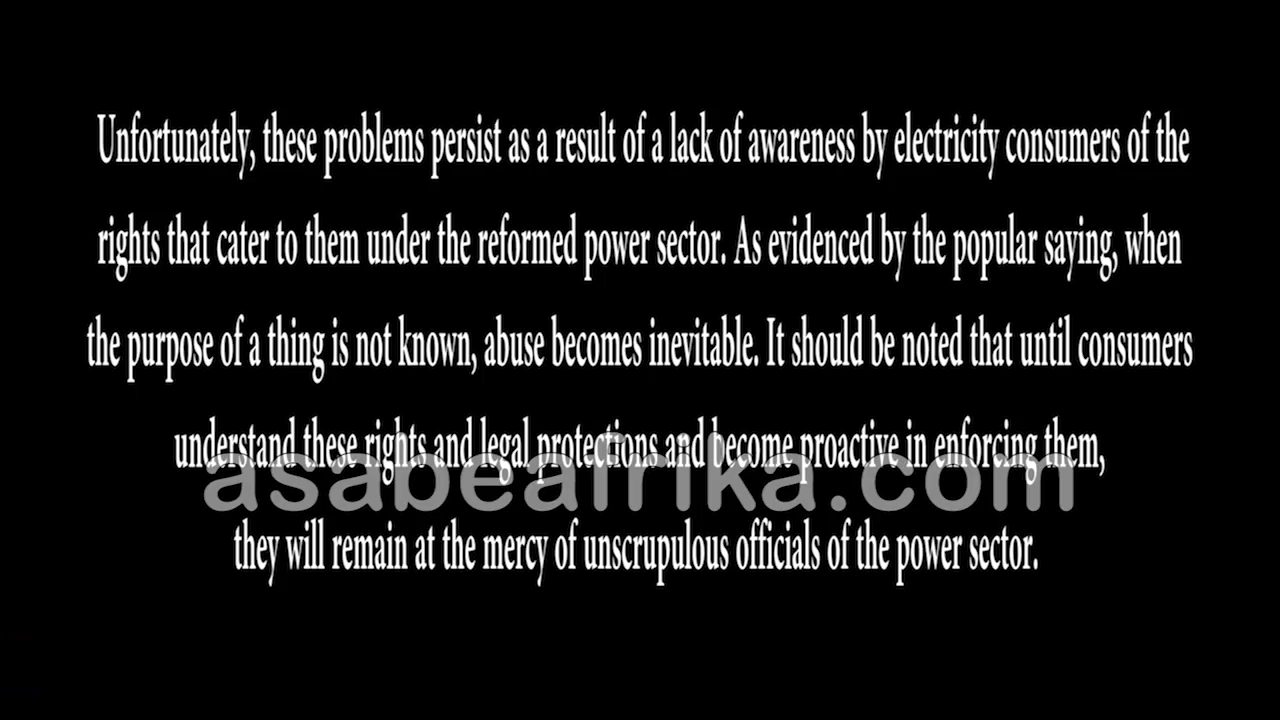 Unfortunately, these problems persist as a result of a lack of awareness by electricity consumers of the
rights that cater to them under the reformed power sector. As evidenced by the popular saying, when
the purpose of a thing is not known, abuse becomes inevitable. It should be noted that until consumers
understand these rights and legal protections and become proactive in enforcing them,
asabeafrika.com
they will remain at the mercy of unscrupulous officials of the power sector.